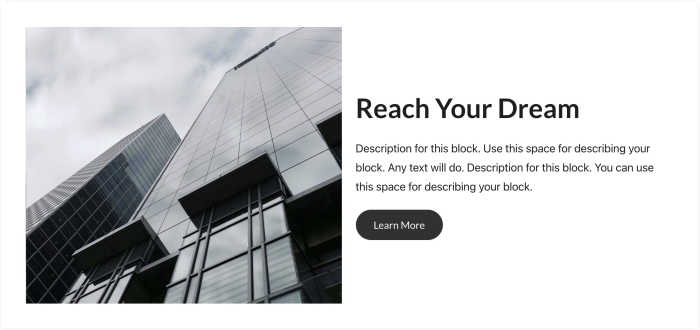 Reach Your Dream
Description for this block. Use this space for describing your
block. Any text will do. Description for this block. You can use
this space for describing your block.
Learn More